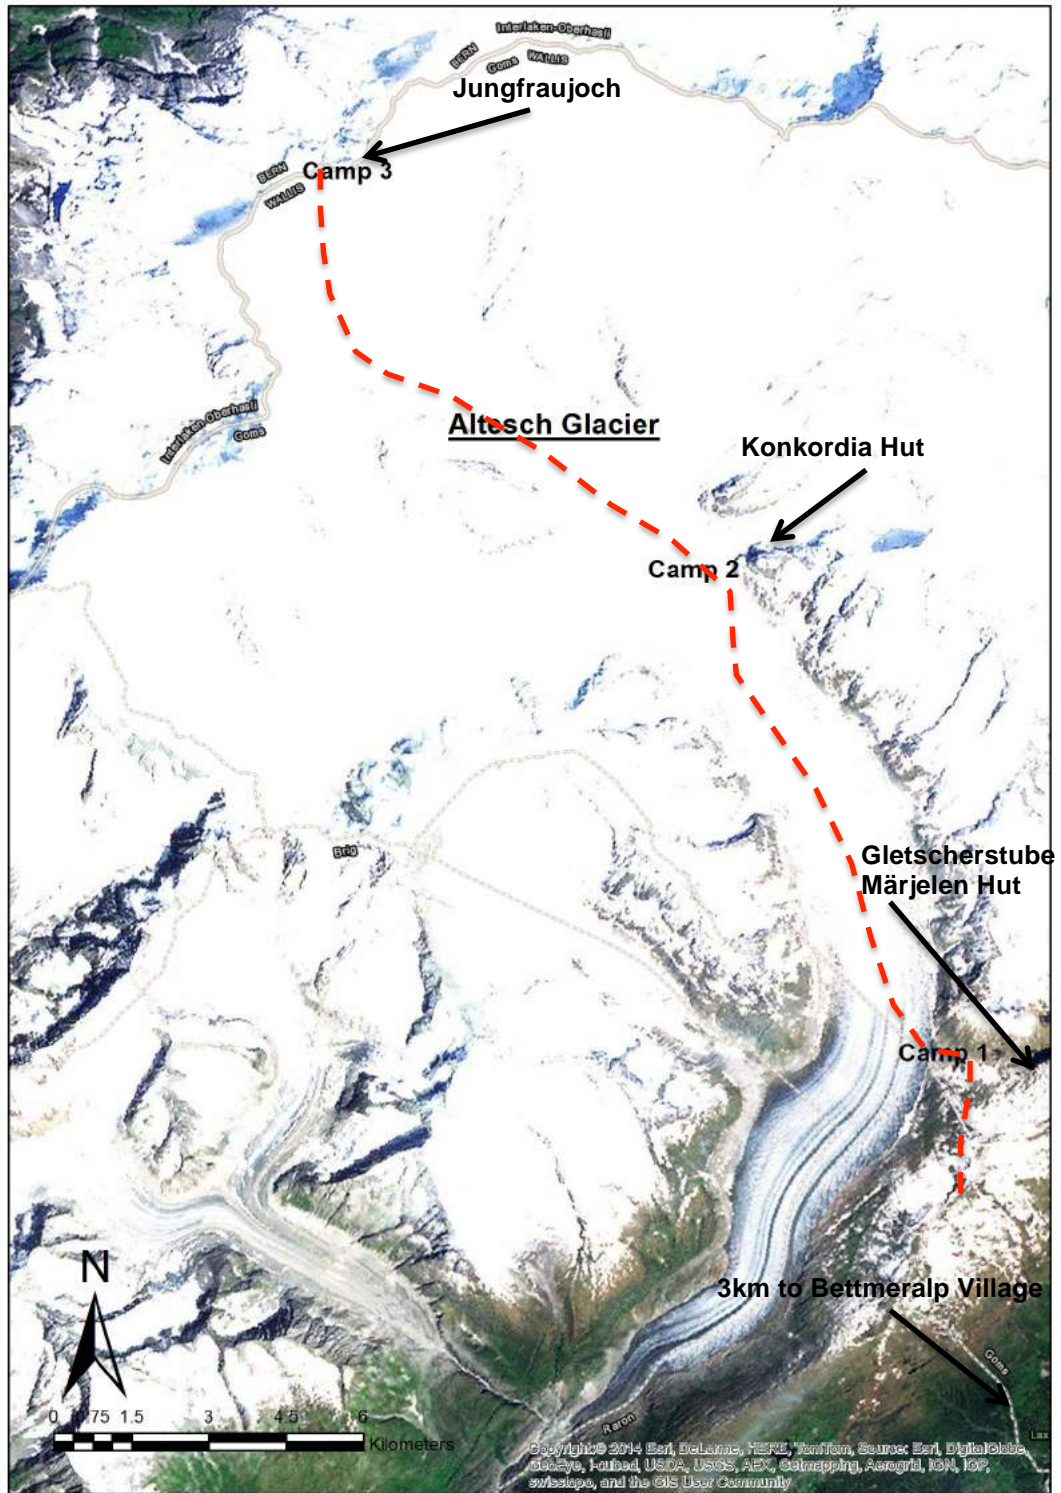 Interlaken-Oberhasli
BERN
Goms WALLIS
Jungfraujoch
BERN
WALLIS
Camp 3
Interlaken-Oberhasli
Goms
Altesch Glacier
Konkordia Hut
Camp 2
Brig
Gletscherstube
Märjelen Hut
Camp 1
N
3km to Bettmeralp Village
Goms
Raron
Lax
0 0.75 1.5 3 4.5 6
Kilometers
Copyright:© 2014 Esri, DeLorme, HERE, TomTom, Source: Esri, DigitalGlobe,
GeoEye, i-cubed, USDA, USGS, AEX, Getmapping, Aerogrid, IGN, IGP,
swisstopo, and the GIS User Community